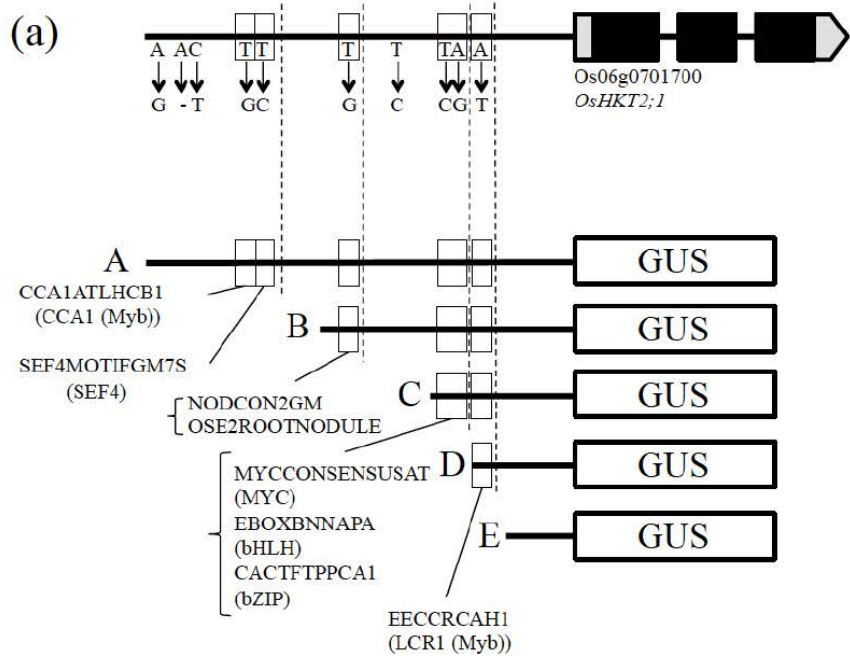 (a)
A AC T T T T TA A
G - T G C G C CG T
Os06g0701700
OsHKT2;1
A GUS
CCA1ATLHCB1
(CCA1 (Myb))
B GUS
SEF4MOTIFGM7S
(SEF4)
C GUS
NODCON2GM
OSE2ROOTNODULE
D GUS
MYCCONSENSUSAT
(MYC)
E GUS
EBOXBNNAPA
(bHLH)
CACTFTPPCA1
(bZIP)
EECCRCAH1
(LCR1 (Myb))